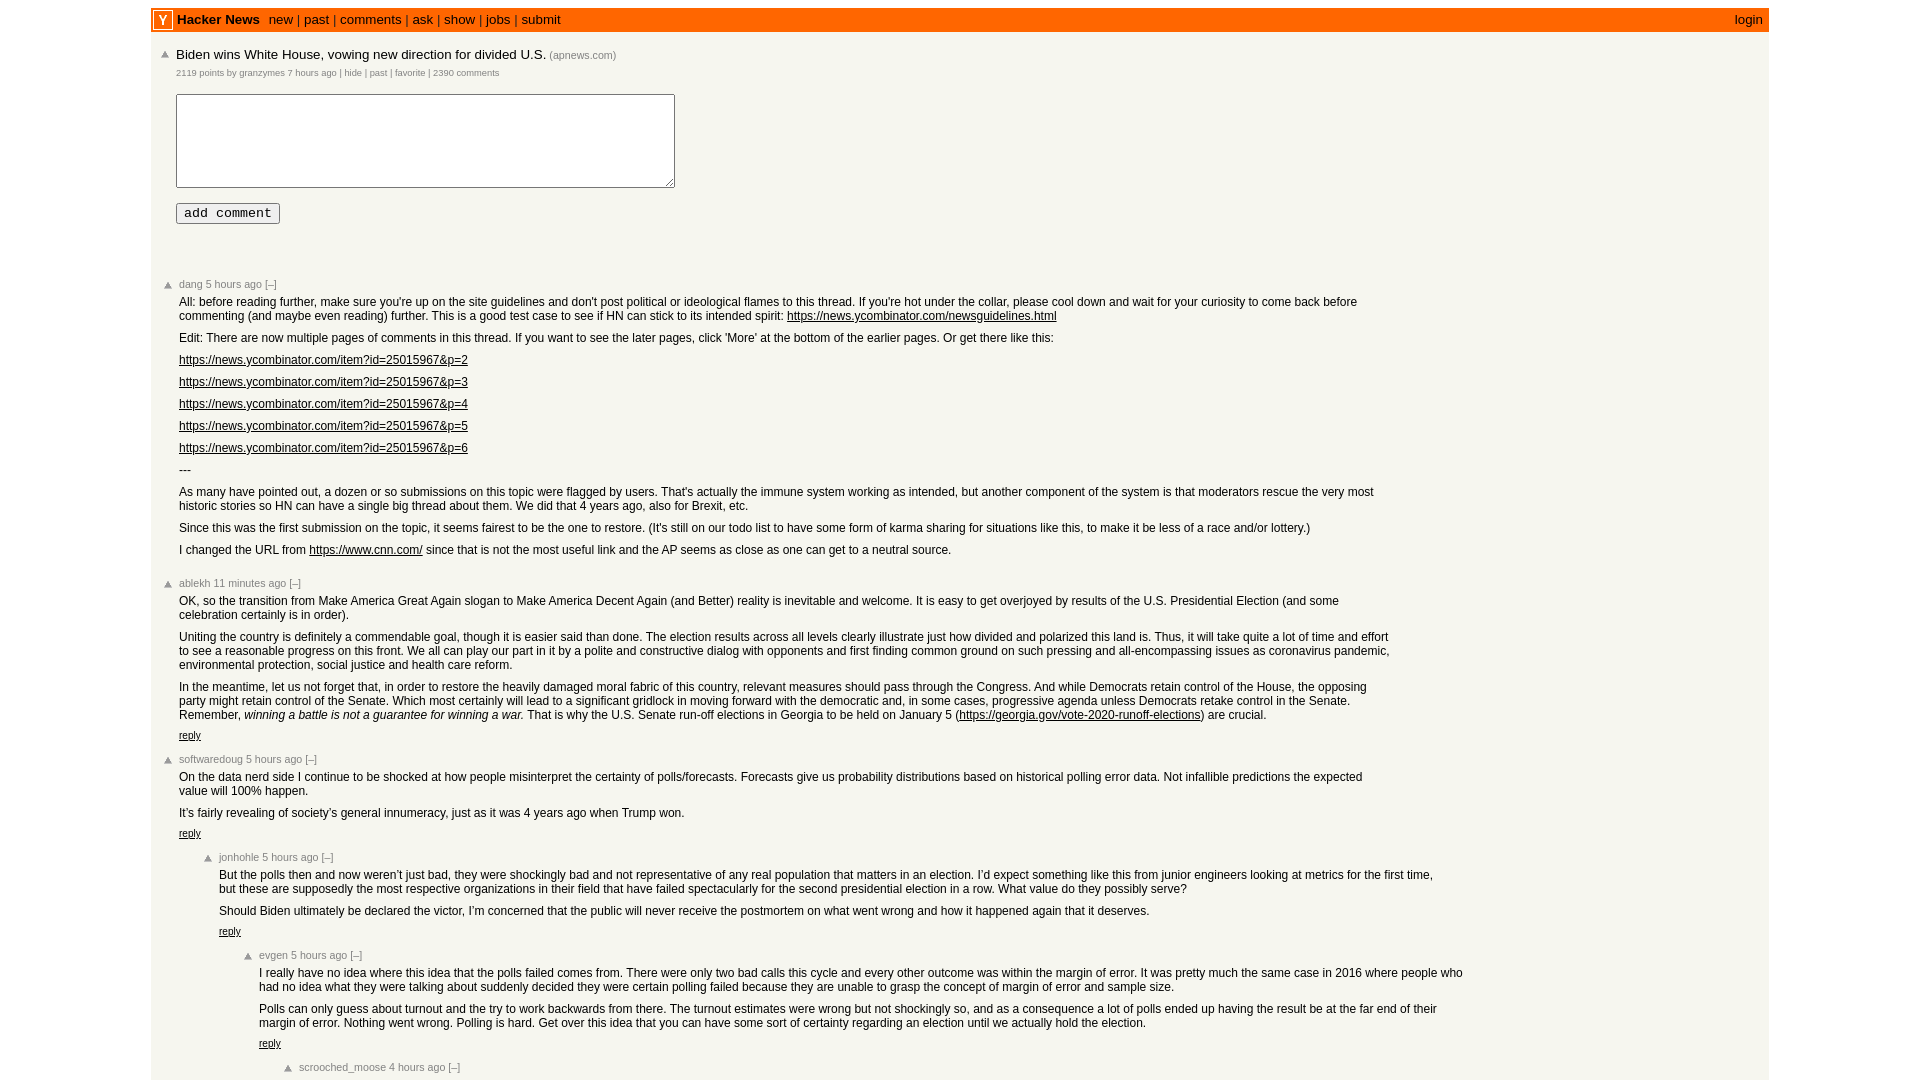 Y Hacker News new | past | comments | ask | show | jobs | submit login
Biden wins White House, vowing new direction for divided U.S. (apnews.com)
2119 points by granzymes 7 hours ago | hide | past | favorite | 2390 comments
add comment
dang 5 hours ago [–]
All: before reading further, make sure you're up on the site guidelines and don't post political or ideological flames to this thread. If you're hot under the collar, please cool down and wait for your curiosity to come back before
commenting (and maybe even reading) further. This is a good test case to see if HN can stick to its intended spirit: https://news.ycombinator.com/newsguidelines.html
Edit: There are now multiple pages of comments in this thread. If you want to see the later pages, click 'More' at the bottom of the earlier pages. Or get there like this:
https://news.ycombinator.com/item?id=25015967&p=2
https://news.ycombinator.com/item?id=25015967&p=3
https://news.ycombinator.com/item?id=25015967&p=4
https://news.ycombinator.com/item?id=25015967&p=5
https://news.ycombinator.com/item?id=25015967&p=6
---
As many have pointed out, a dozen or so submissions on this topic were flagged by users. That's actually the immune system working as intended, but another component of the system is that moderators rescue the very most
historic stories so HN can have a single big thread about them. We did that 4 years ago, also for Brexit, etc.
Since this was the first submission on the topic, it seems fairest to be the one to restore. (It's still on our todo list to have some form of karma sharing for situations like this, to make it be less of a race and/or lottery.)
I changed the URL from https://www.cnn.com/ since that is not the most useful link and the AP seems as close as one can get to a neutral source.
ablekh 11 minutes ago [–]
OK, so the transition from Make America Great Again slogan to Make America Decent Again (and Better) reality is inevitable and welcome. It is easy to get overjoyed by results of the U.S. Presidential Election (and some
celebration certainly is in order).
Uniting the country is definitely a commendable goal, though it is easier said than done. The election results across all levels clearly illustrate just how divided and polarized this land is. Thus, it will take quite a lot of time and effort
to see a reasonable progress on this front. We all can play our part in it by a polite and constructive dialog with opponents and first finding common ground on such pressing and all-encompassing issues as coronavirus pandemic,
environmental protection, social justice and health care reform.
In the meantime, let us not forget that, in order to restore the heavily damaged moral fabric of this country, relevant measures should pass through the Congress. And while Democrats retain control of the House, the opposing
party might retain control of the Senate. Which most certainly will lead to a significant gridlock in moving forward with the democratic and, in some cases, progressive agenda unless Democrats retake control in the Senate.
Remember, winning a battle is not a guarantee for winning a war. That is why the U.S. Senate run-off elections in Georgia to be held on January 5 (https://georgia.gov/vote-2020-runoff-elections) are crucial.
reply
softwaredoug 5 hours ago [–]
On the data nerd side I continue to be shocked at how people misinterpret the certainty of polls/forecasts. Forecasts give us probability distributions based on historical polling error data. Not infallible predictions the expected
value will 100% happen.
It’s fairly revealing of society’s general innumeracy, just as it was 4 years ago when Trump won.
reply
jonhohle 5 hours ago [–]
But the polls then and now weren’t just bad, they were shockingly bad and not representative of any real population that matters in an election. I’d expect something like this from junior engineers looking at metrics for the first time,
but these are supposedly the most respective organizations in their field that have failed spectacularly for the second presidential election in a row. What value do they possibly serve?
Should Biden ultimately be declared the victor, I’m concerned that the public will never receive the postmortem on what went wrong and how it happened again that it deserves.
reply
evgen 5 hours ago [–]
I really have no idea where this idea that the polls failed comes from. There were only two bad calls this cycle and every other outcome was within the margin of error. It was pretty much the same case in 2016 where people who
had no idea what they were talking about suddenly decided they were certain polling failed because they are unable to grasp the concept of margin of error and sample size.
Polls can only guess about turnout and the try to work backwards from there. The turnout estimates were wrong but not shockingly so, and as a consequence a lot of polls ended up having the result be at the far end of their
margin of error. Nothing went wrong. Polling is hard. Get over this idea that you can have some sort of certainty regarding an election until we actually hold the election.
reply
scrooched_moose 4 hours ago [–]